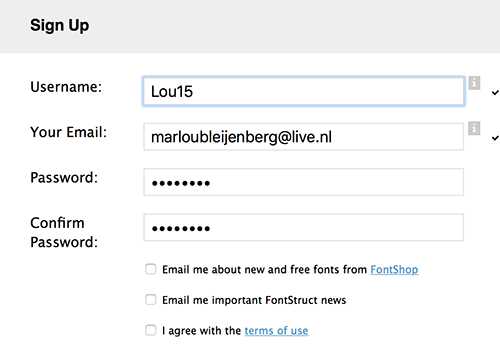 Sign Up
Username: Lou15
Your Email: marloubleijenberg@live.nl
Password: ••••••••
Confirm Password: ••••••••
Email me about new and free fonts from FontShop
Email me important FontStruct news
I agree with the terms of use